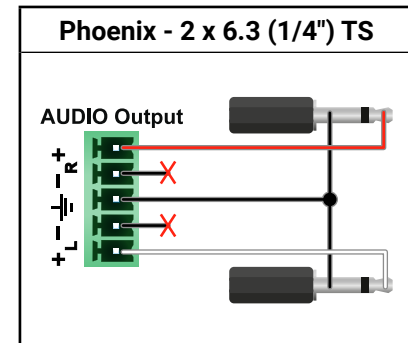 Phoenix - 2 x 6.3 (1/4") TS
AUDIO Output
+
R
−
−
L
+